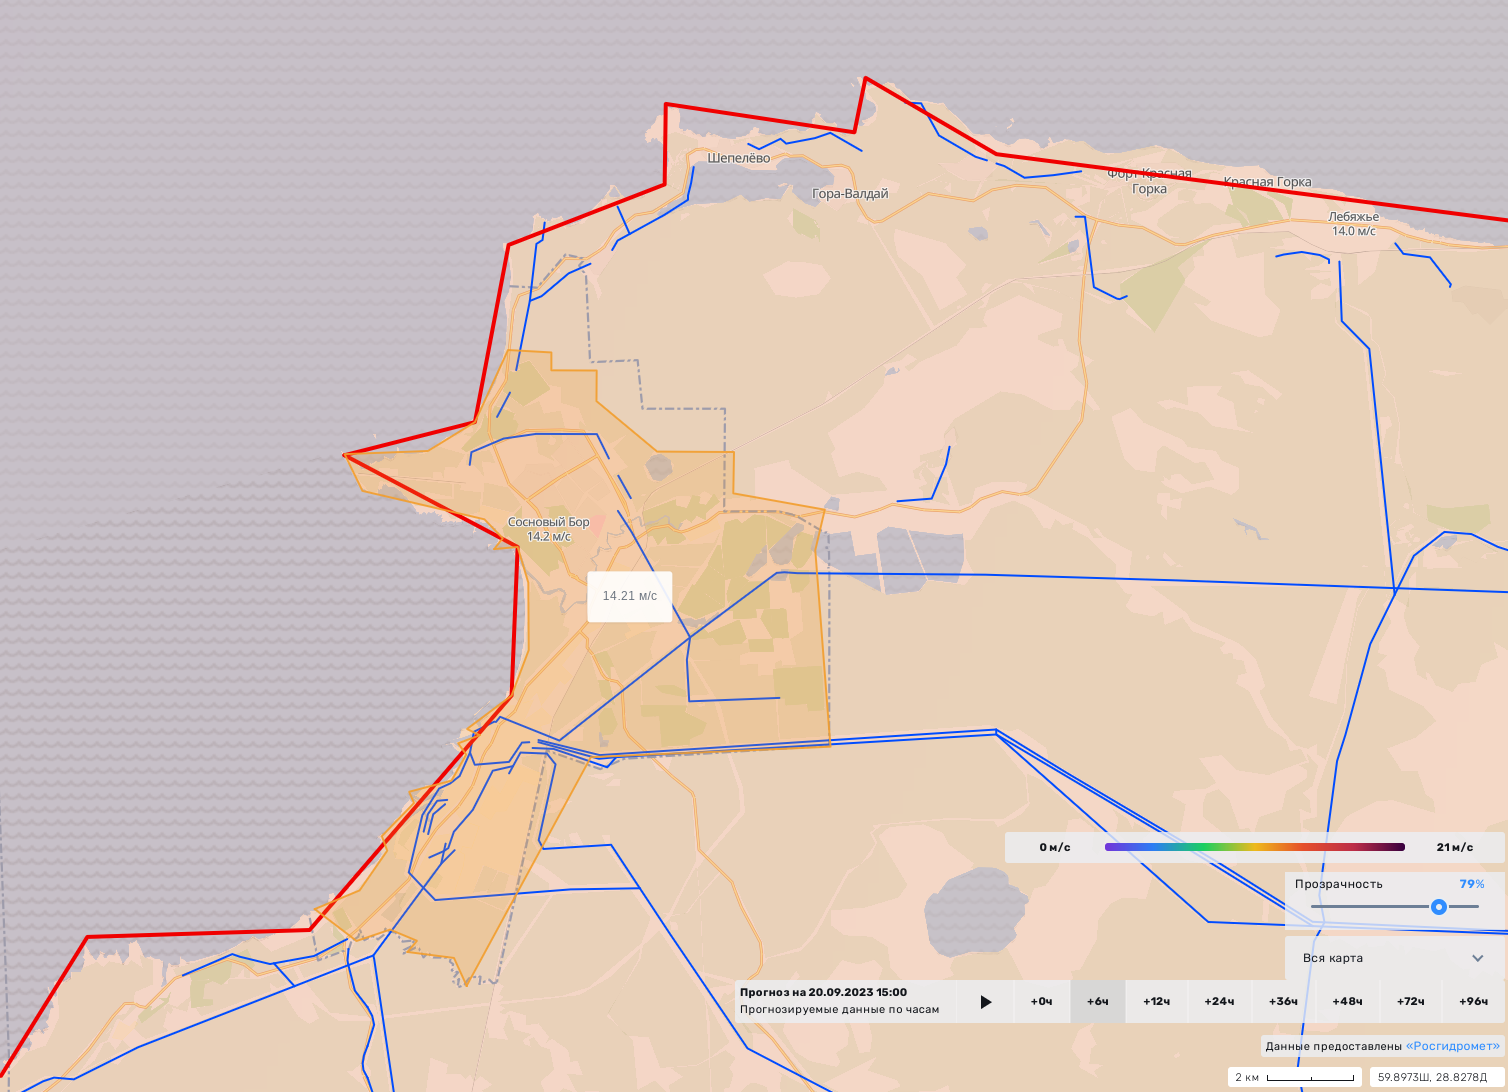 Шепелёво
Гора-Валдай
Форт Красная
Горка
Красная Горка
Лебяжье
14.0 м/с
Сосновый Бор
14.2 м/с
14.21 м/с
0 м/с
21 м/с
Прозрачность
79%
Вся карта
Прогноз на 20.09.2023 15:00
Прогнозируемые данные по часам
+0ч
+6ч
+12ч
+24ч
+36ч
+48ч
+72ч
+96ч
Данные предоставлены «Росгидромет»
2 км
59.8973Ш, 28.8278Д